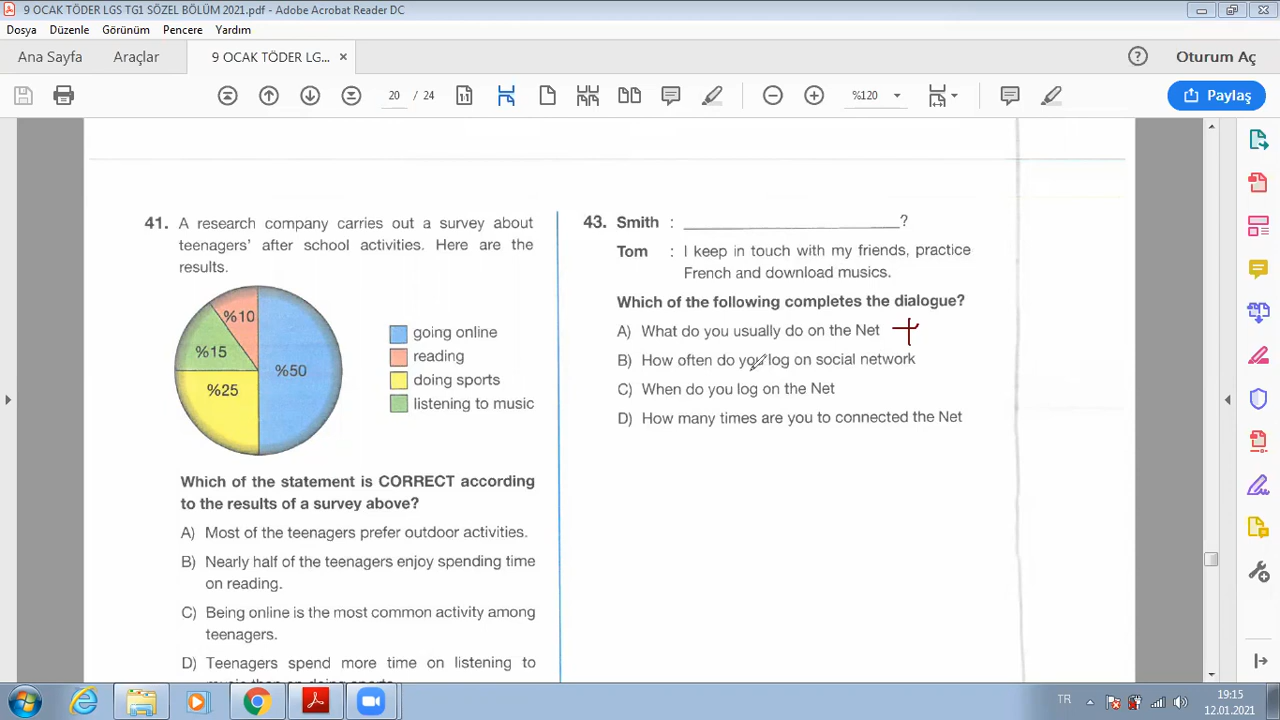 9 OCAK TÖDER LGS TG1 SÖZEL BÖLÜM 2021.pdf - Adobe Acrobat Reader DC
Dosya Düzenle Görünüm Pencere Yardım
Ana Sayfa Araçlar 9 OCAK TÖDER LG... × Oturum Aç
20 / 24 %120 Paylaş
41. A research company carries out a survey about
teenagers' after school activities. Here are the
results.
%10
%15
%50
%25
going online
reading
doing sports
listening to music
Which of the statement is CORRECT according
to the results of a survey above?
A) Most of the teenagers prefer outdoor activities.
B) Nearly half of the teenagers enjoy spending time
on reading.
C) Being online is the most common activity among
teenagers.
D) Teenagers spend more time on listening to
43. Smith : ?
Tom : I keep in touch with my friends, practice
French and download musics.
Which of the following completes the dialogue?
A) What do you usually do on the Net
B) How often do you log on social network
C) When do you log on the Net
D) How many times are you to connected the Net
TR 19:15
12.01.2021